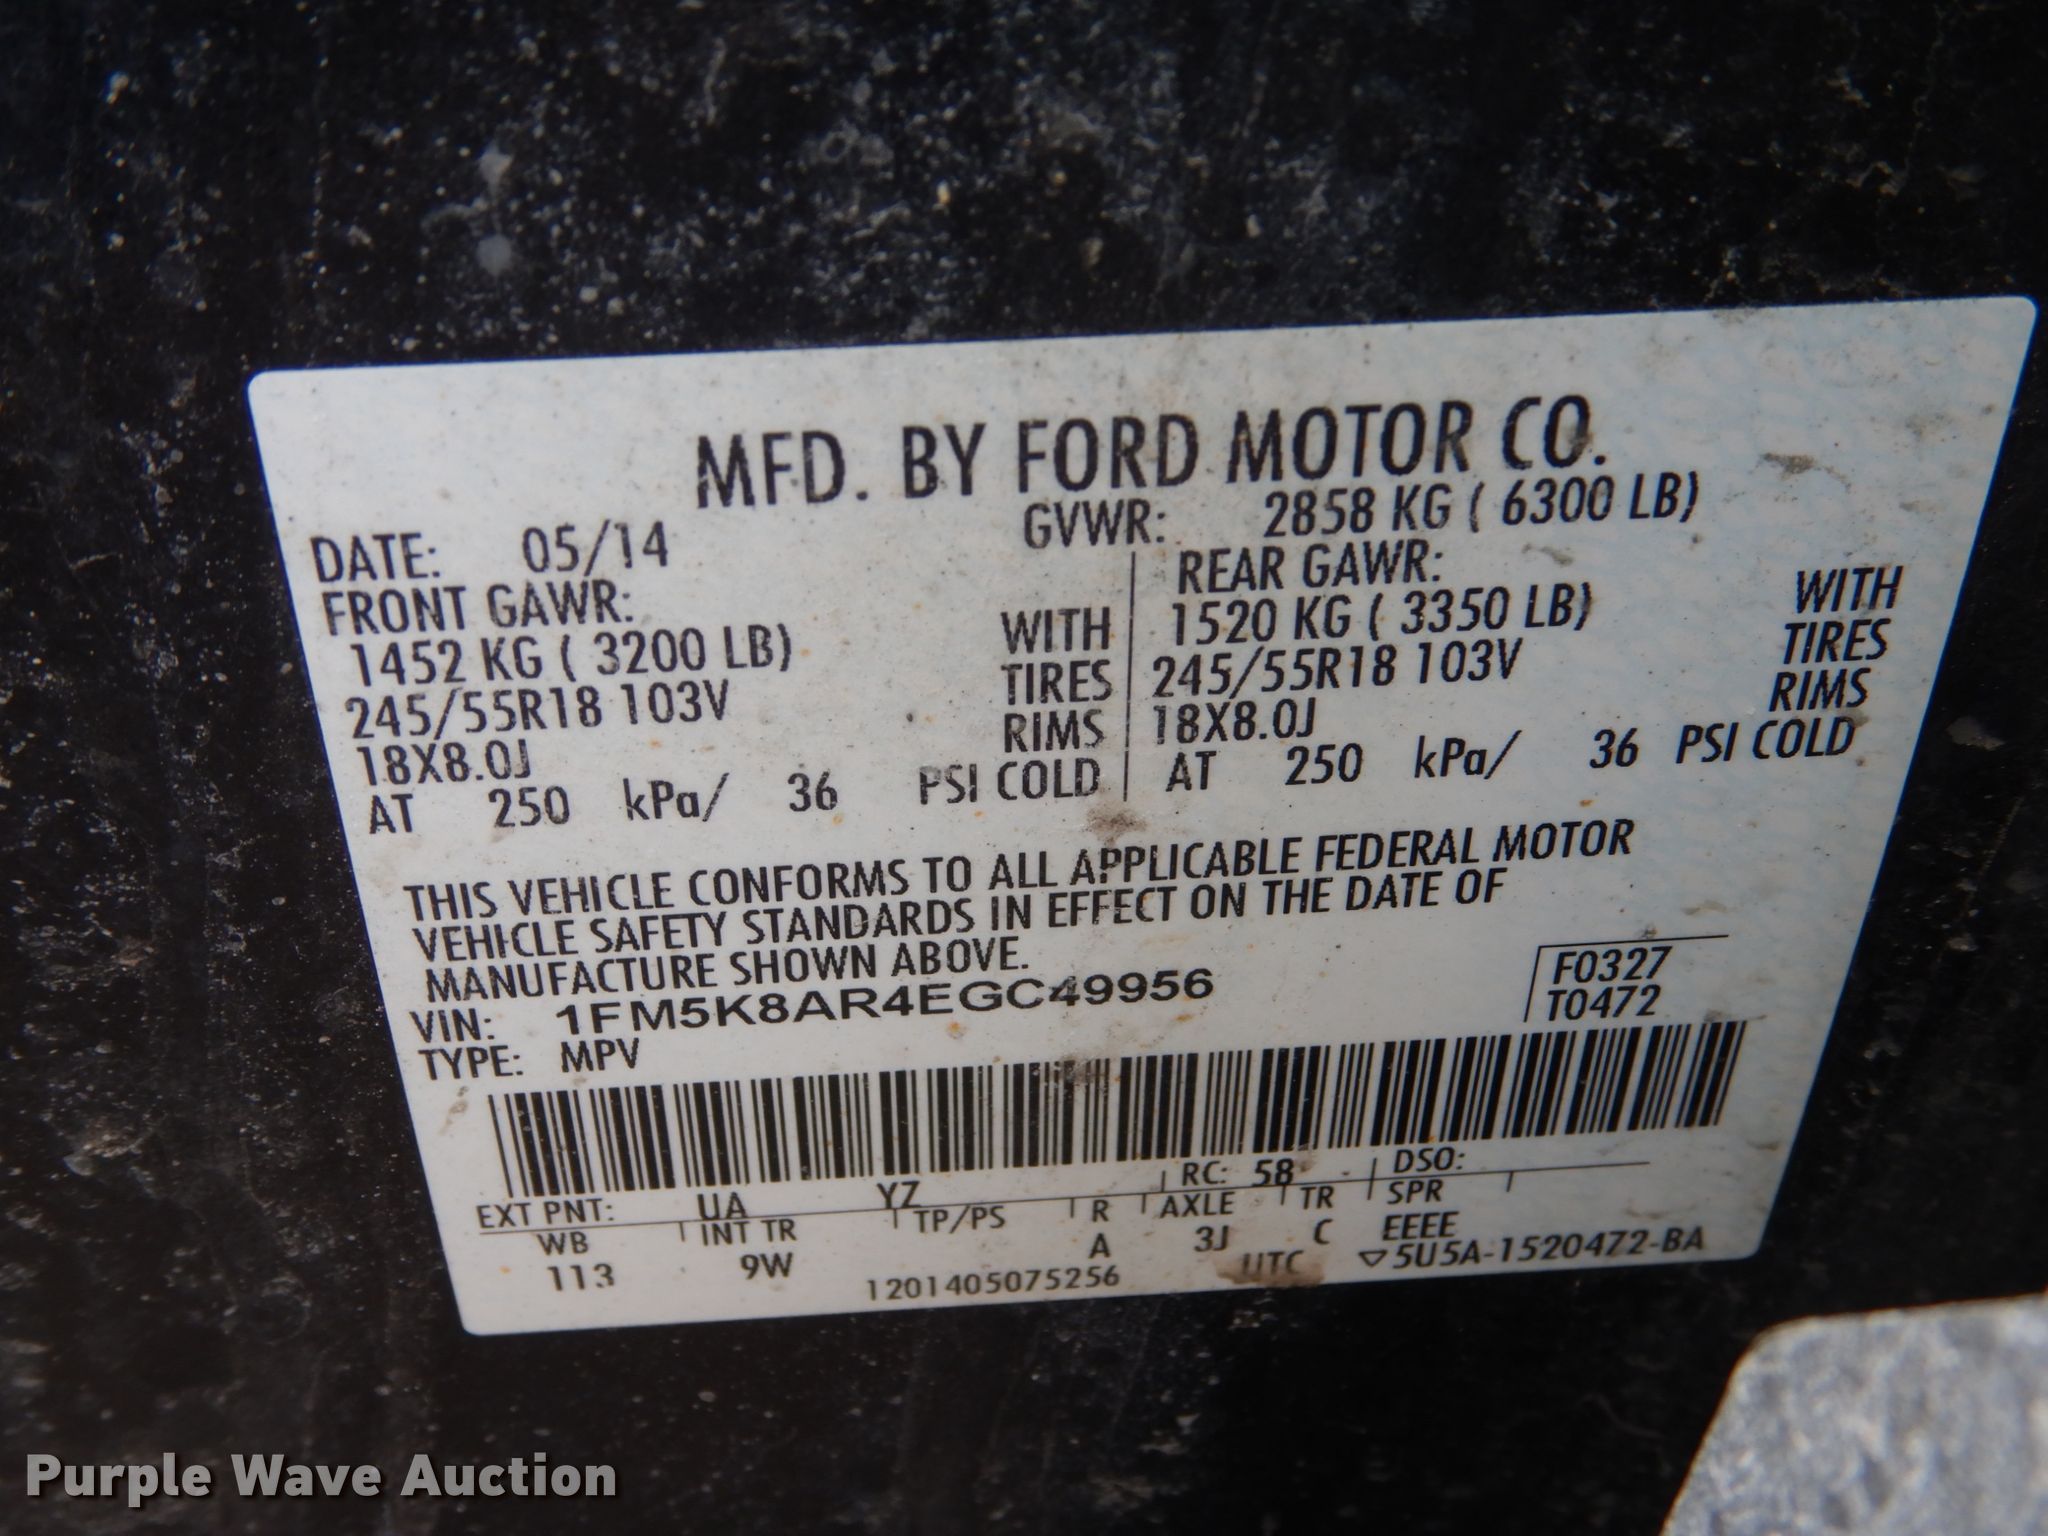 MFD. BY FORD MOTOR CO.
DATE: 05/14 GVWR: 2858 KG ( 6300 LB)
FRONT GAWR: REAR GAWR:
1452 KG ( 3200 LB) WITH 1520 KG ( 3350 LB) WITH
245/55R18 103V TIRES 245/55R18 103V TIRES
18X8.0J RIMS 18X8.0J RIMS
AT 250 kPa/ 36 PSI COLD AT 250 kPa/ 36 PSI COLD
THIS VEHICLE CONFORMS TO ALL APPLICABLE FEDERAL MOTOR
VEHICLE SAFETY STANDARDS IN EFFECT ON THE DATE OF
MANUFACTURE SHOWN ABOVE.
VIN: 1FM5K8AR4EGC49956 F0327
TYPE: MPV T0472
EXT PNT: UA YZ RC: 58 DSO:
WB INT TR TP/PS R AXLE TR SPR
113 9W A 3J C EEEE
1201405075256 UTC ▽5U5A-1520472-BA
Purple Wave Auction